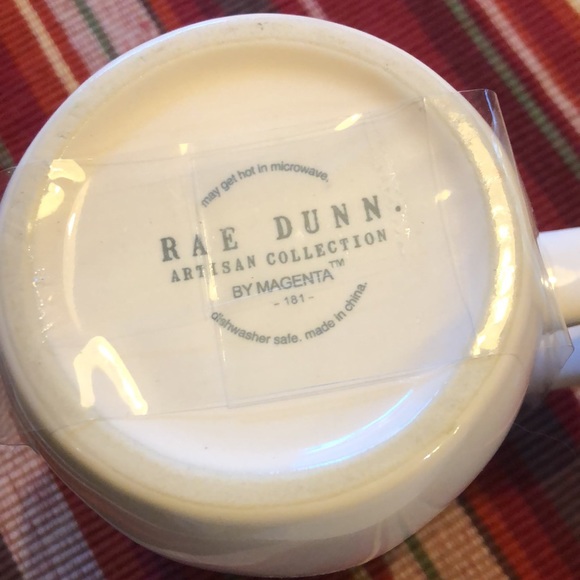 may get hot in microwave.
RAE DUNN.
ARTISAN COLLECTION
BY MAGENTA™
- 181 -
dishwasher safe. made in china.